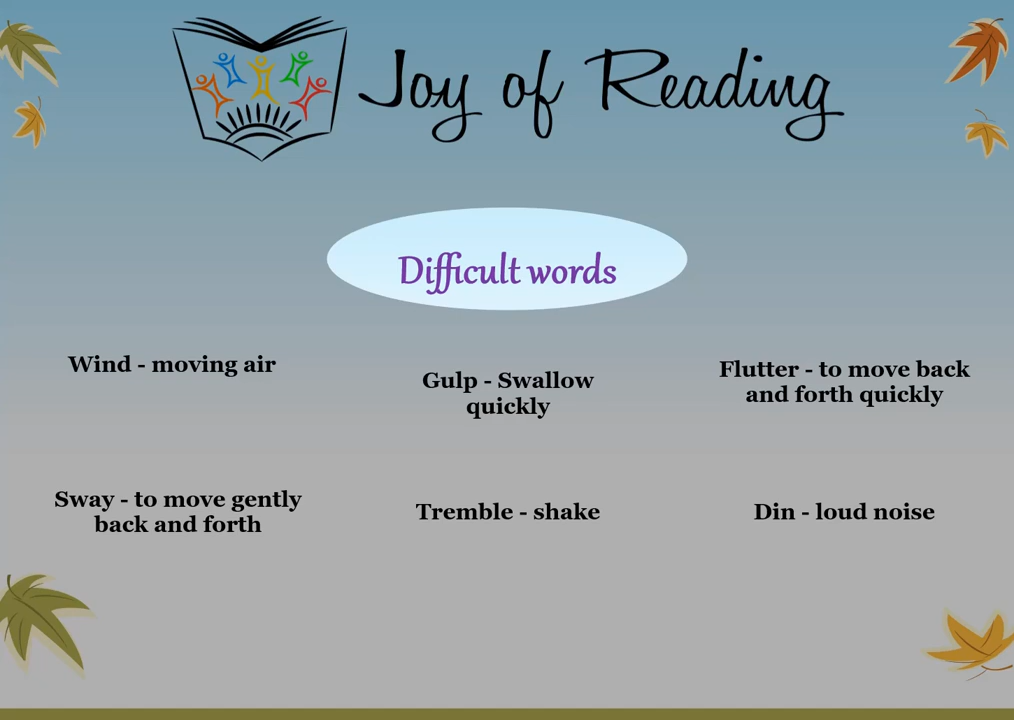 Joy of Reading
Difficult words
Wind - moving air
Gulp - Swallow
quickly
Flutter - to move back
and forth quickly
Sway - to move gently
back and forth
Tremble - shake
Din - loud noise